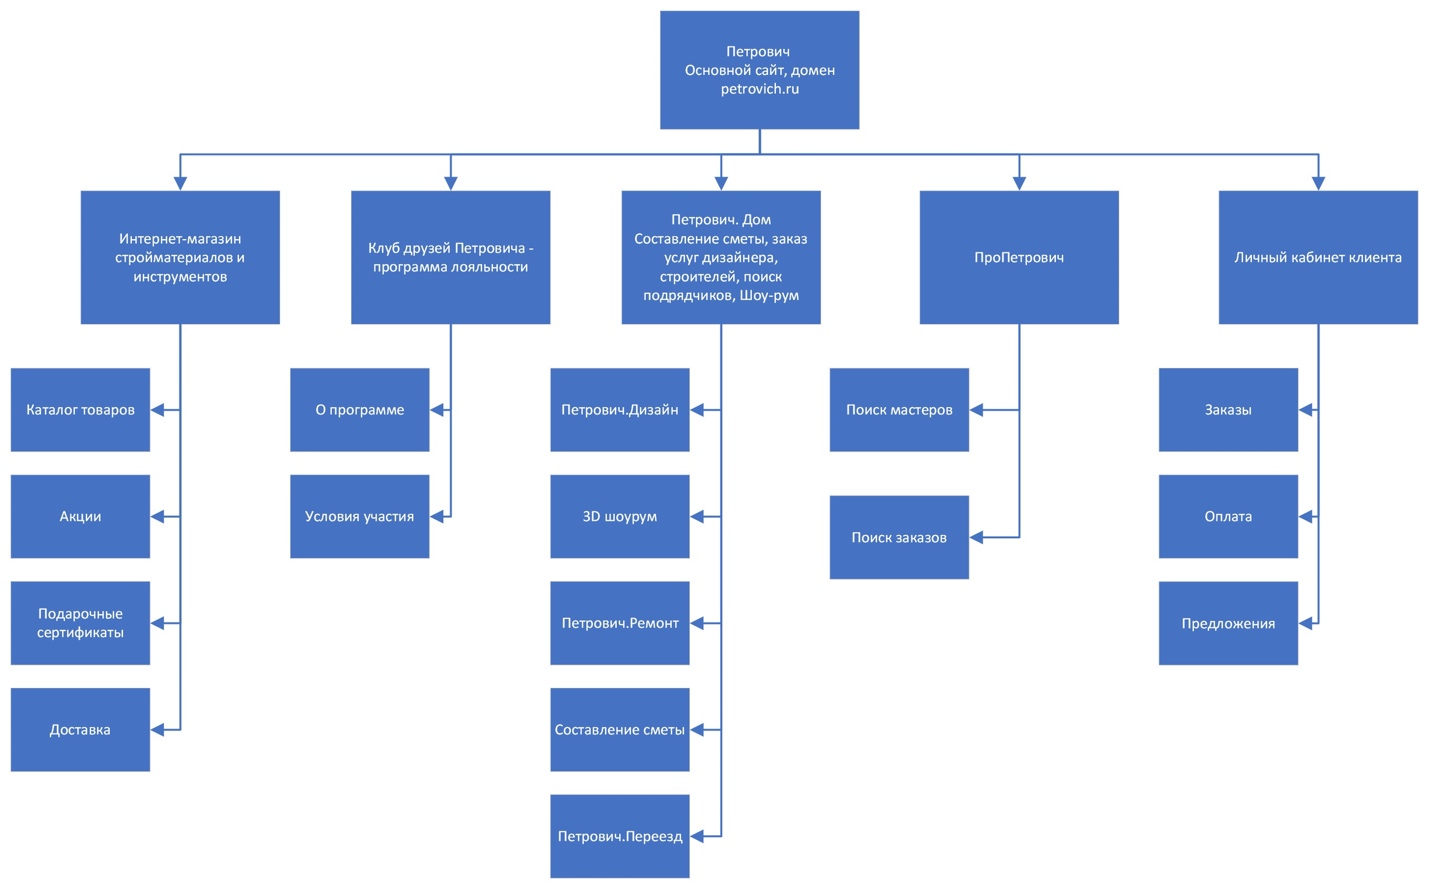 Петрович
Основной сайт, домен
petrovich.ru
Интернет-магазин
стройматериалов и
инструментов
Клуб друзей Петровича -
программа лояльности
Петрович. Дом
Составление сметы, заказ
услуг дизайнера,
строителей, поиск
подрядчиков, Шоу-рум
ПроПетрович
Личный кабинет клиента
Каталог товаров
Акции
Подарочные
сертификаты
Доставка
О программе
Условия участия
Петрович.Дизайн
3D шоурум
Петрович.Ремонт
Составление сметы
Петрович.Переезд
Поиск мастеров
Поиск заказов
Заказы
Оплата
Предложения